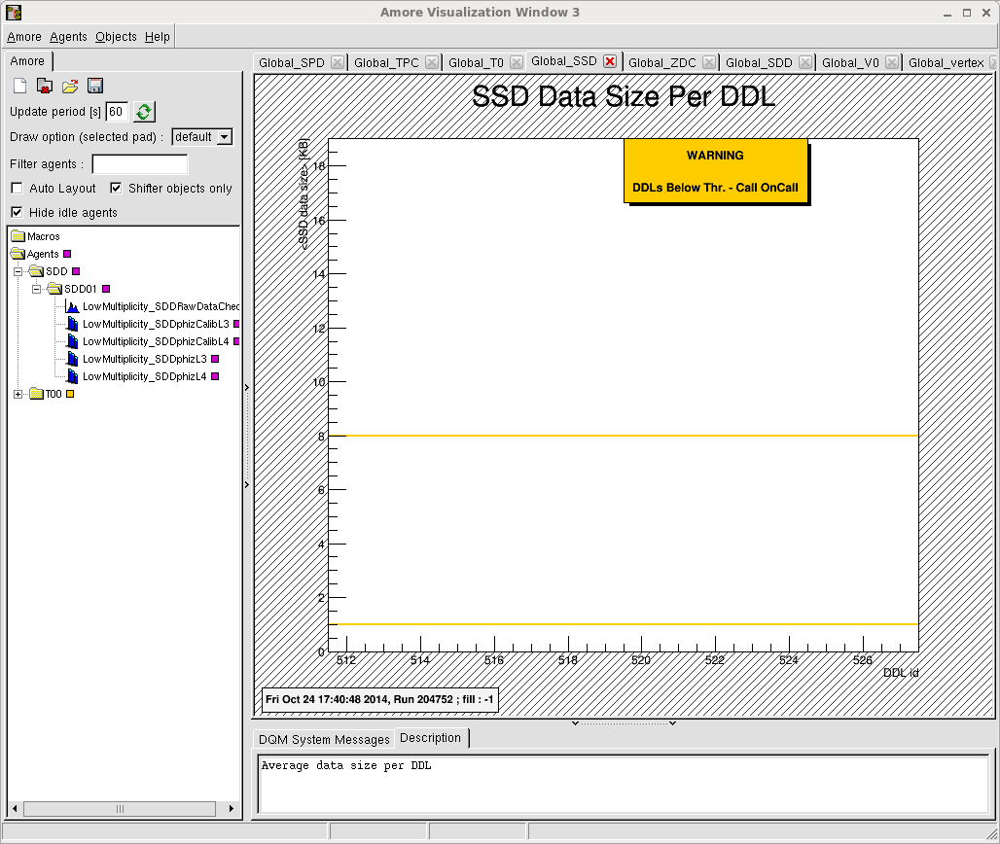 Amore Visualization Window 3
Amore Agents Objects Help
Amore
Update period [s] 60
Draw option (selected pad) : default
Filter agents :
Auto Layout Shifter objects only
Hide idle agents
Macros
Agents
SDD
SDD01
LowMultiplicity_SDDRawDataChec
LowMultiplicity_SDDphizCalibL3
LowMultiplicity_SDDphizCalibL4
LowMultiplicity_SDDphizL3
LowMultiplicity_SDDphizL4
T00
Global_SPD Global_TPC Global_T0 Global_SSD Global_ZDC Global_SDD Global_V0 Global_vertex
SSD Data Size Per DDL
WARNING
DDLs Below Thr. - Call OnCall
<SSD data size> [KB]
18
16
14
12
10
8
6
4
2
0
512 514 516 518 520 522 524 526
DDL id
Fri Oct 24 17:40:48 2014, Run 204752 ; fill : -1
DQM System Messages Description
Average data size per DDL